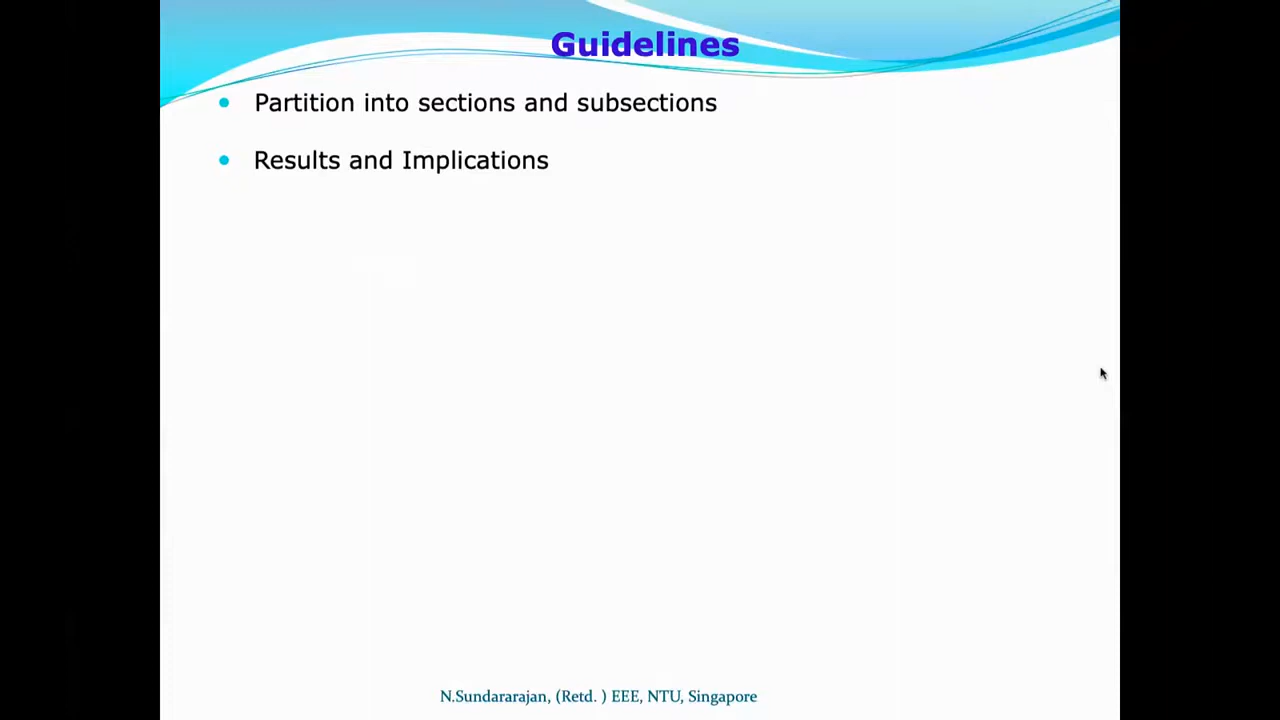 Guidelines
• Partition into sections and subsections
• Results and Implications
N.Sundararajan, (Retd. ) EEE, NTU, Singapore